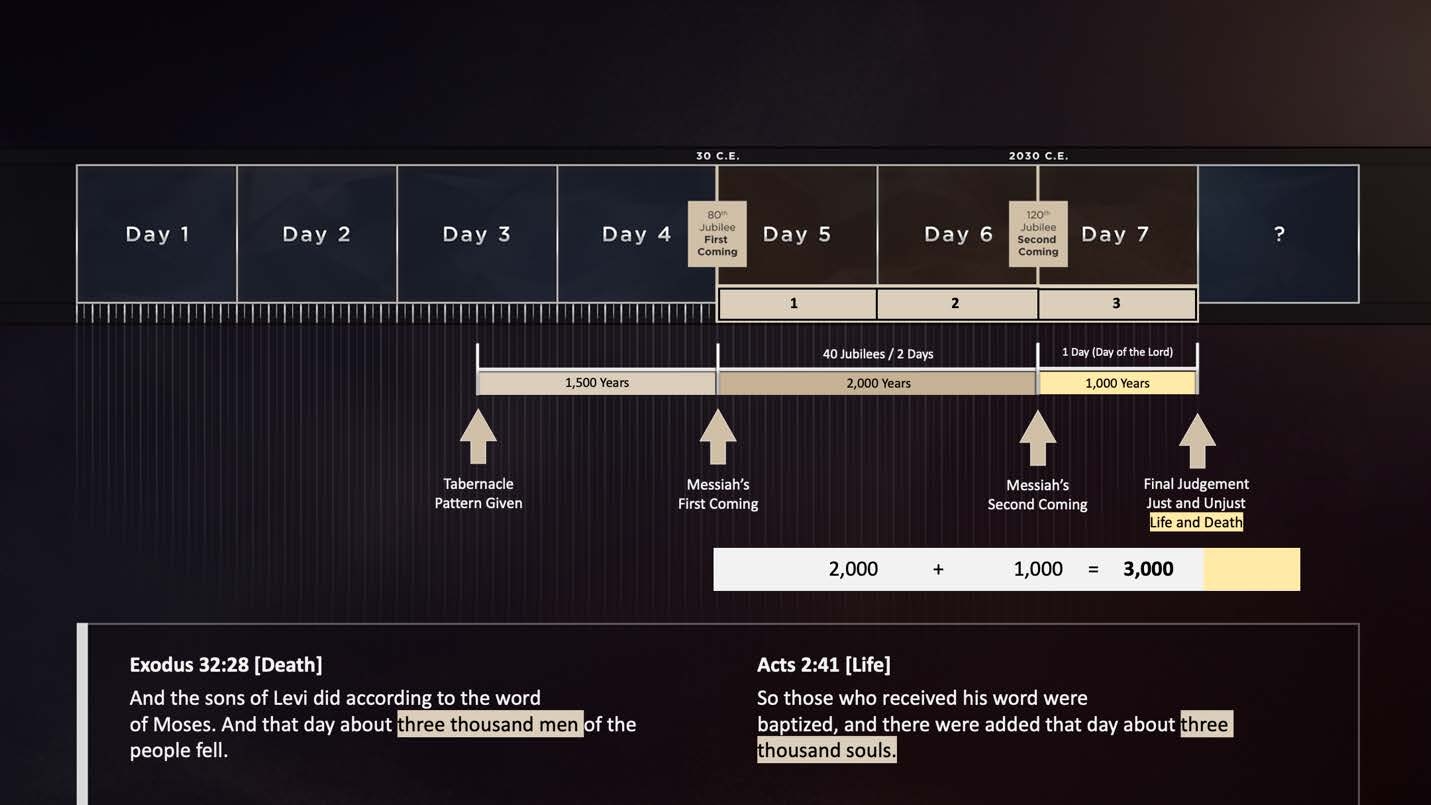 30 C.E. 2030 C.E.
Day 1 Day 2 Day 3 Day 4 Day 5 Day 6 Day 7 ?
80th
Jubilee
First
Coming
120th
Jubilee
Second
Coming
1 2 3
40 Jubilees / 2 Days 1 Day (Day of the Lord)
1,500 Years 2,000 Years 1,000 Years
Tabernacle
Pattern Given
Messiah’s
First Coming
Messiah’s
Second Coming
Final Judgement
Just and Unjust
Life and Death
2,000 + 1,000 = 3,000
Exodus 32:28 [Death]
And the sons of Levi did according to the word
of Moses. And that day about three thousand men of the
people fell.
Acts 2:41 [Life]
So those who received his word were
baptized, and there were added that day about three
thousand souls.